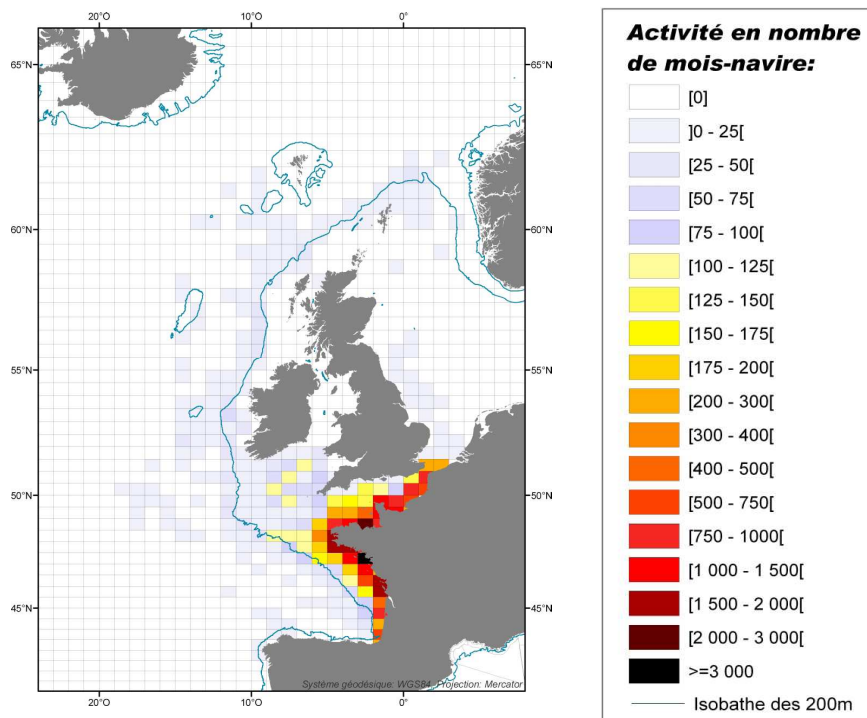 20°O 10°O 0°
65°N 65°N
60°N 60°N
55°N 55°N
50°N 50°N
45°N 45°N
Système géodésique: WGS84. Projection: Mercator
20°O 10°O 0°
Activité en nombre
de mois-navire:
[0]
]0 - 25[
[25 - 50[
[50 - 75[
[75 - 100[
[100 - 125[
[125 - 150[
[150 - 175[
[175 - 200[
[200 - 300[
[300 - 400[
[400 - 500[
[500 - 750[
[750 - 1000[
[1 000 - 1 500[
[1 500 - 2 000[
[2 000 - 3 000[
>=3 000
Isobathe des 200m